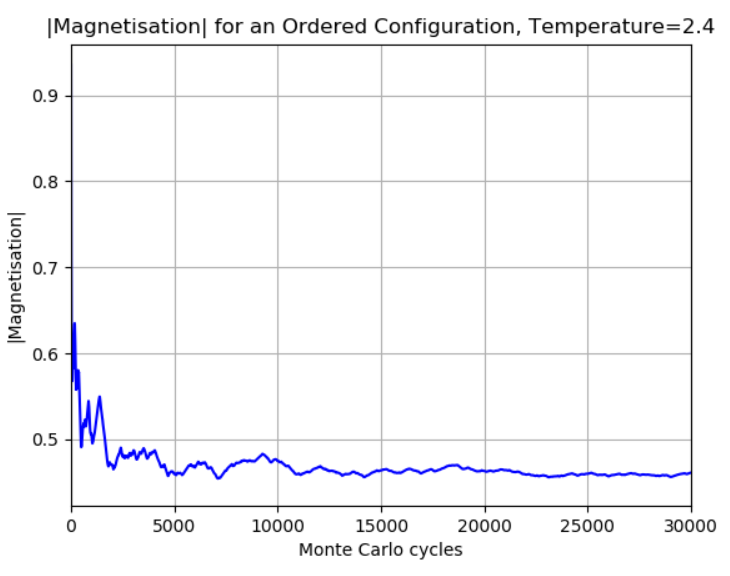 |Magnetisation| for an Ordered Configuration, Temperature=2.4
0.9
0.8
0.7
0.6
0.5
|Magnetisation|
0 5000 10000 15000 20000 25000 30000
Monte Carlo cycles